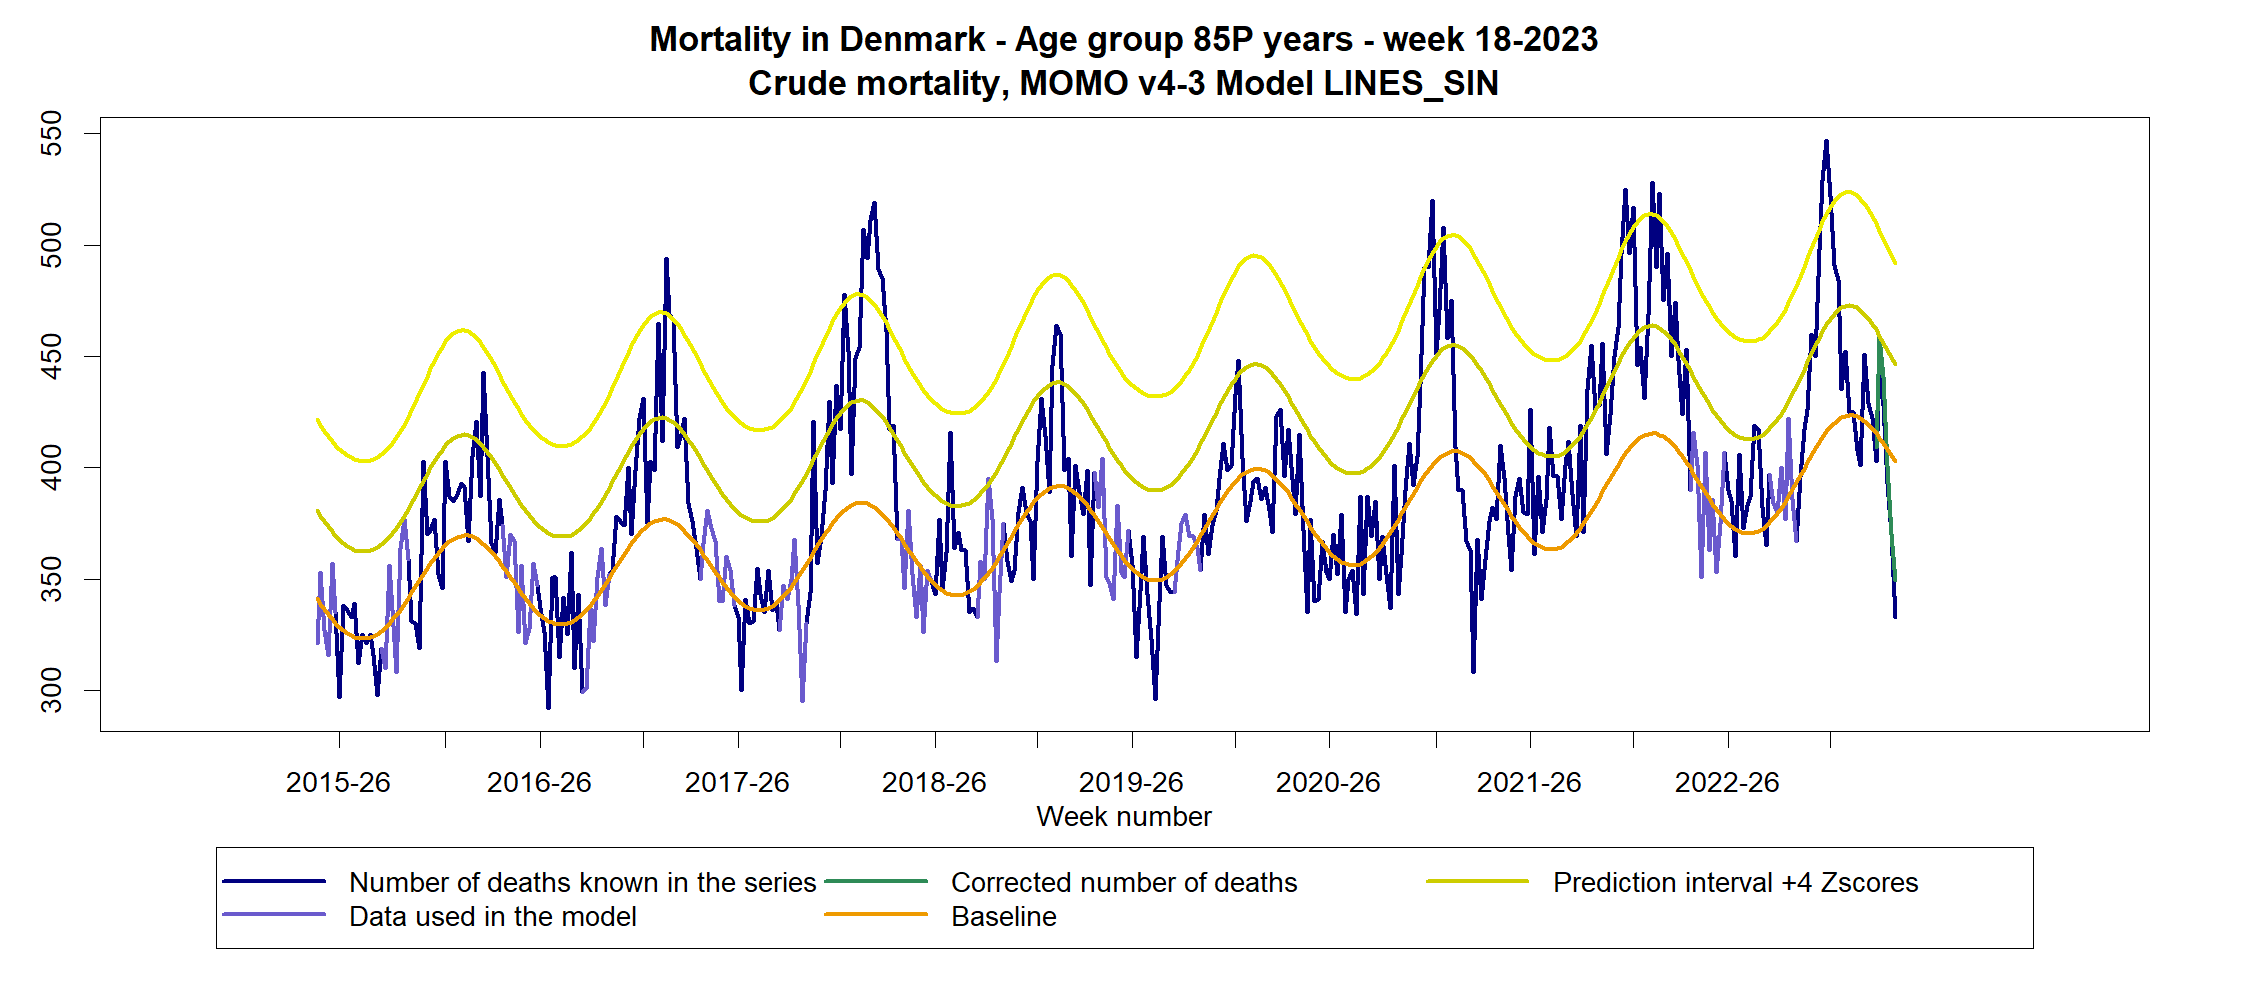 Mortality in Denmark - Age group 85P years - week 18-2023
Crude mortality, MOMO v4-3 Model LINES_SIN
550
500
450
400
350
300
2015-26 2016-26 2017-26 2018-26 2019-26 2020-26 2021-26 2022-26
Week number
Number of deaths known in the series Corrected number of deaths Prediction interval +4 Zscores
Data used in the model Baseline